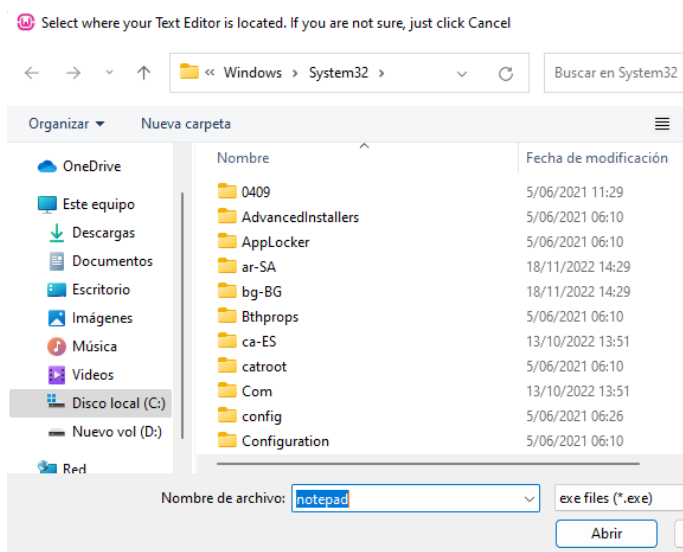 Select where your Text Editor is located. If you are not sure, just click Cancel
« Windows > System32 > Buscar en System32
Organizar Nueva carpeta
Nombre Fecha de modificación
OneDrive
Este equipo
Descargas
Documentos
Escritorio
Imágenes
Música
Videos
Disco local (C:)
Nuevo vol (D:)
Red
0409 5/06/2021 11:29
AdvancedInstallers 5/06/2021 06:10
AppLocker 5/06/2021 06:10
ar-SA 18/11/2022 14:29
bg-BG 18/11/2022 14:29
Bthprops 5/06/2021 06:10
ca-ES 13/10/2022 13:51
catroot 5/06/2021 06:10
Com 13/10/2022 13:51
config 5/06/2021 06:26
Configuration 5/06/2021 06:10
Nombre de archivo: notepad exe files (*.exe)
Abrir